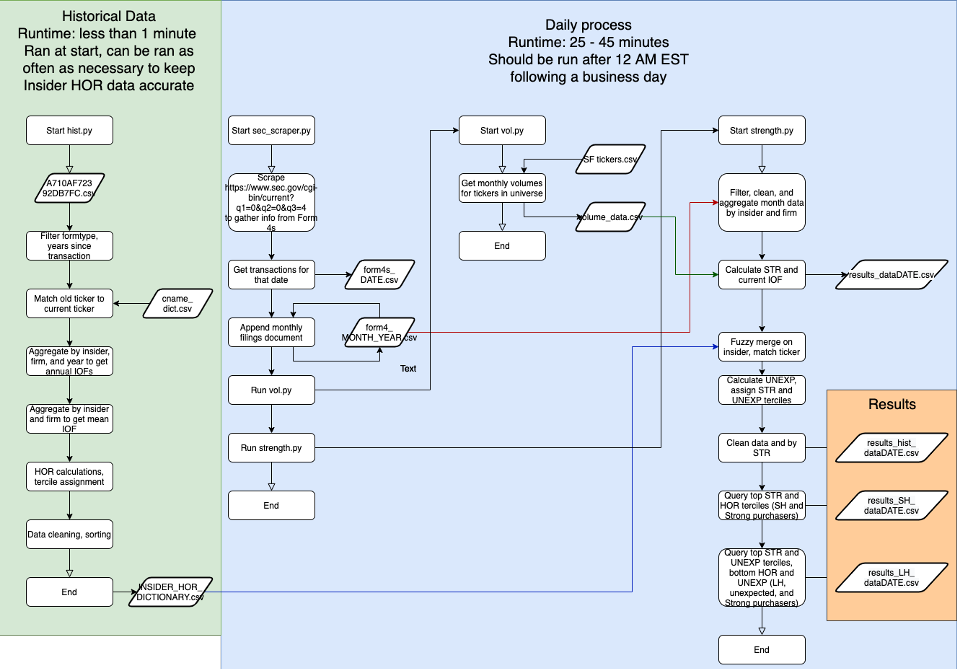 Historical Data
Runtime: less than 1 minute
Ran at start, can be ran as
often as necessary to keep
Insider HOR data accurate
Start hist.py
A710AF723
92DB7FC.csv
Filter formtype,
years since
transaction
Match old ticker to
current ticker
cname_
dict.csv
Aggregate by insider,
firm, and year to get
annual IOFs
Aggregate by insider
and firm to get mean
IOF
HOR calculations,
tercile assignment
Data cleaning, sorting
End
INSIDER_HOR_
DICTIONARY.csv
Daily process
Runtime: 25 - 45 minutes
Should be run after 12 AM EST
following a business day
Start sec_scraper.py
Scrape
https://www.sec.gov/cgi-
bin/current?
q1=0&q2=0&q3=4
to gather info from Form
4s
Get transactions for
that date
form4s_
DATE.csv
Append monthly
filings document
form4_
MONTH_YEAR.csv
Text
Run vol.py
Run strength.py
End
Start vol.py
SF tickers.csv
Get monthly volumes
for tickers in universe
volume_data.csv
End
Start strength.py
Filter, clean, and
aggregate month data
by insider and firm
Calculate STR and
current IOF
results_dataDATE.csv
Fuzzy merge on
insider, match ticker
Calculate UNEXP,
assign STR and
UNEXP terciles
Clean data and by
STR
Query top STR and
HOR terciles (SH and
Strong purchasers)
Query top STR and
UNEXP terciles,
bottom HOR and
UNEXP (LH,
unexpected, and
Strong purchasers)
End
Results
results_hist_
dataDATE.csv
results_SH_
dataDATE.csv
results_LH_
dataDATE.csv